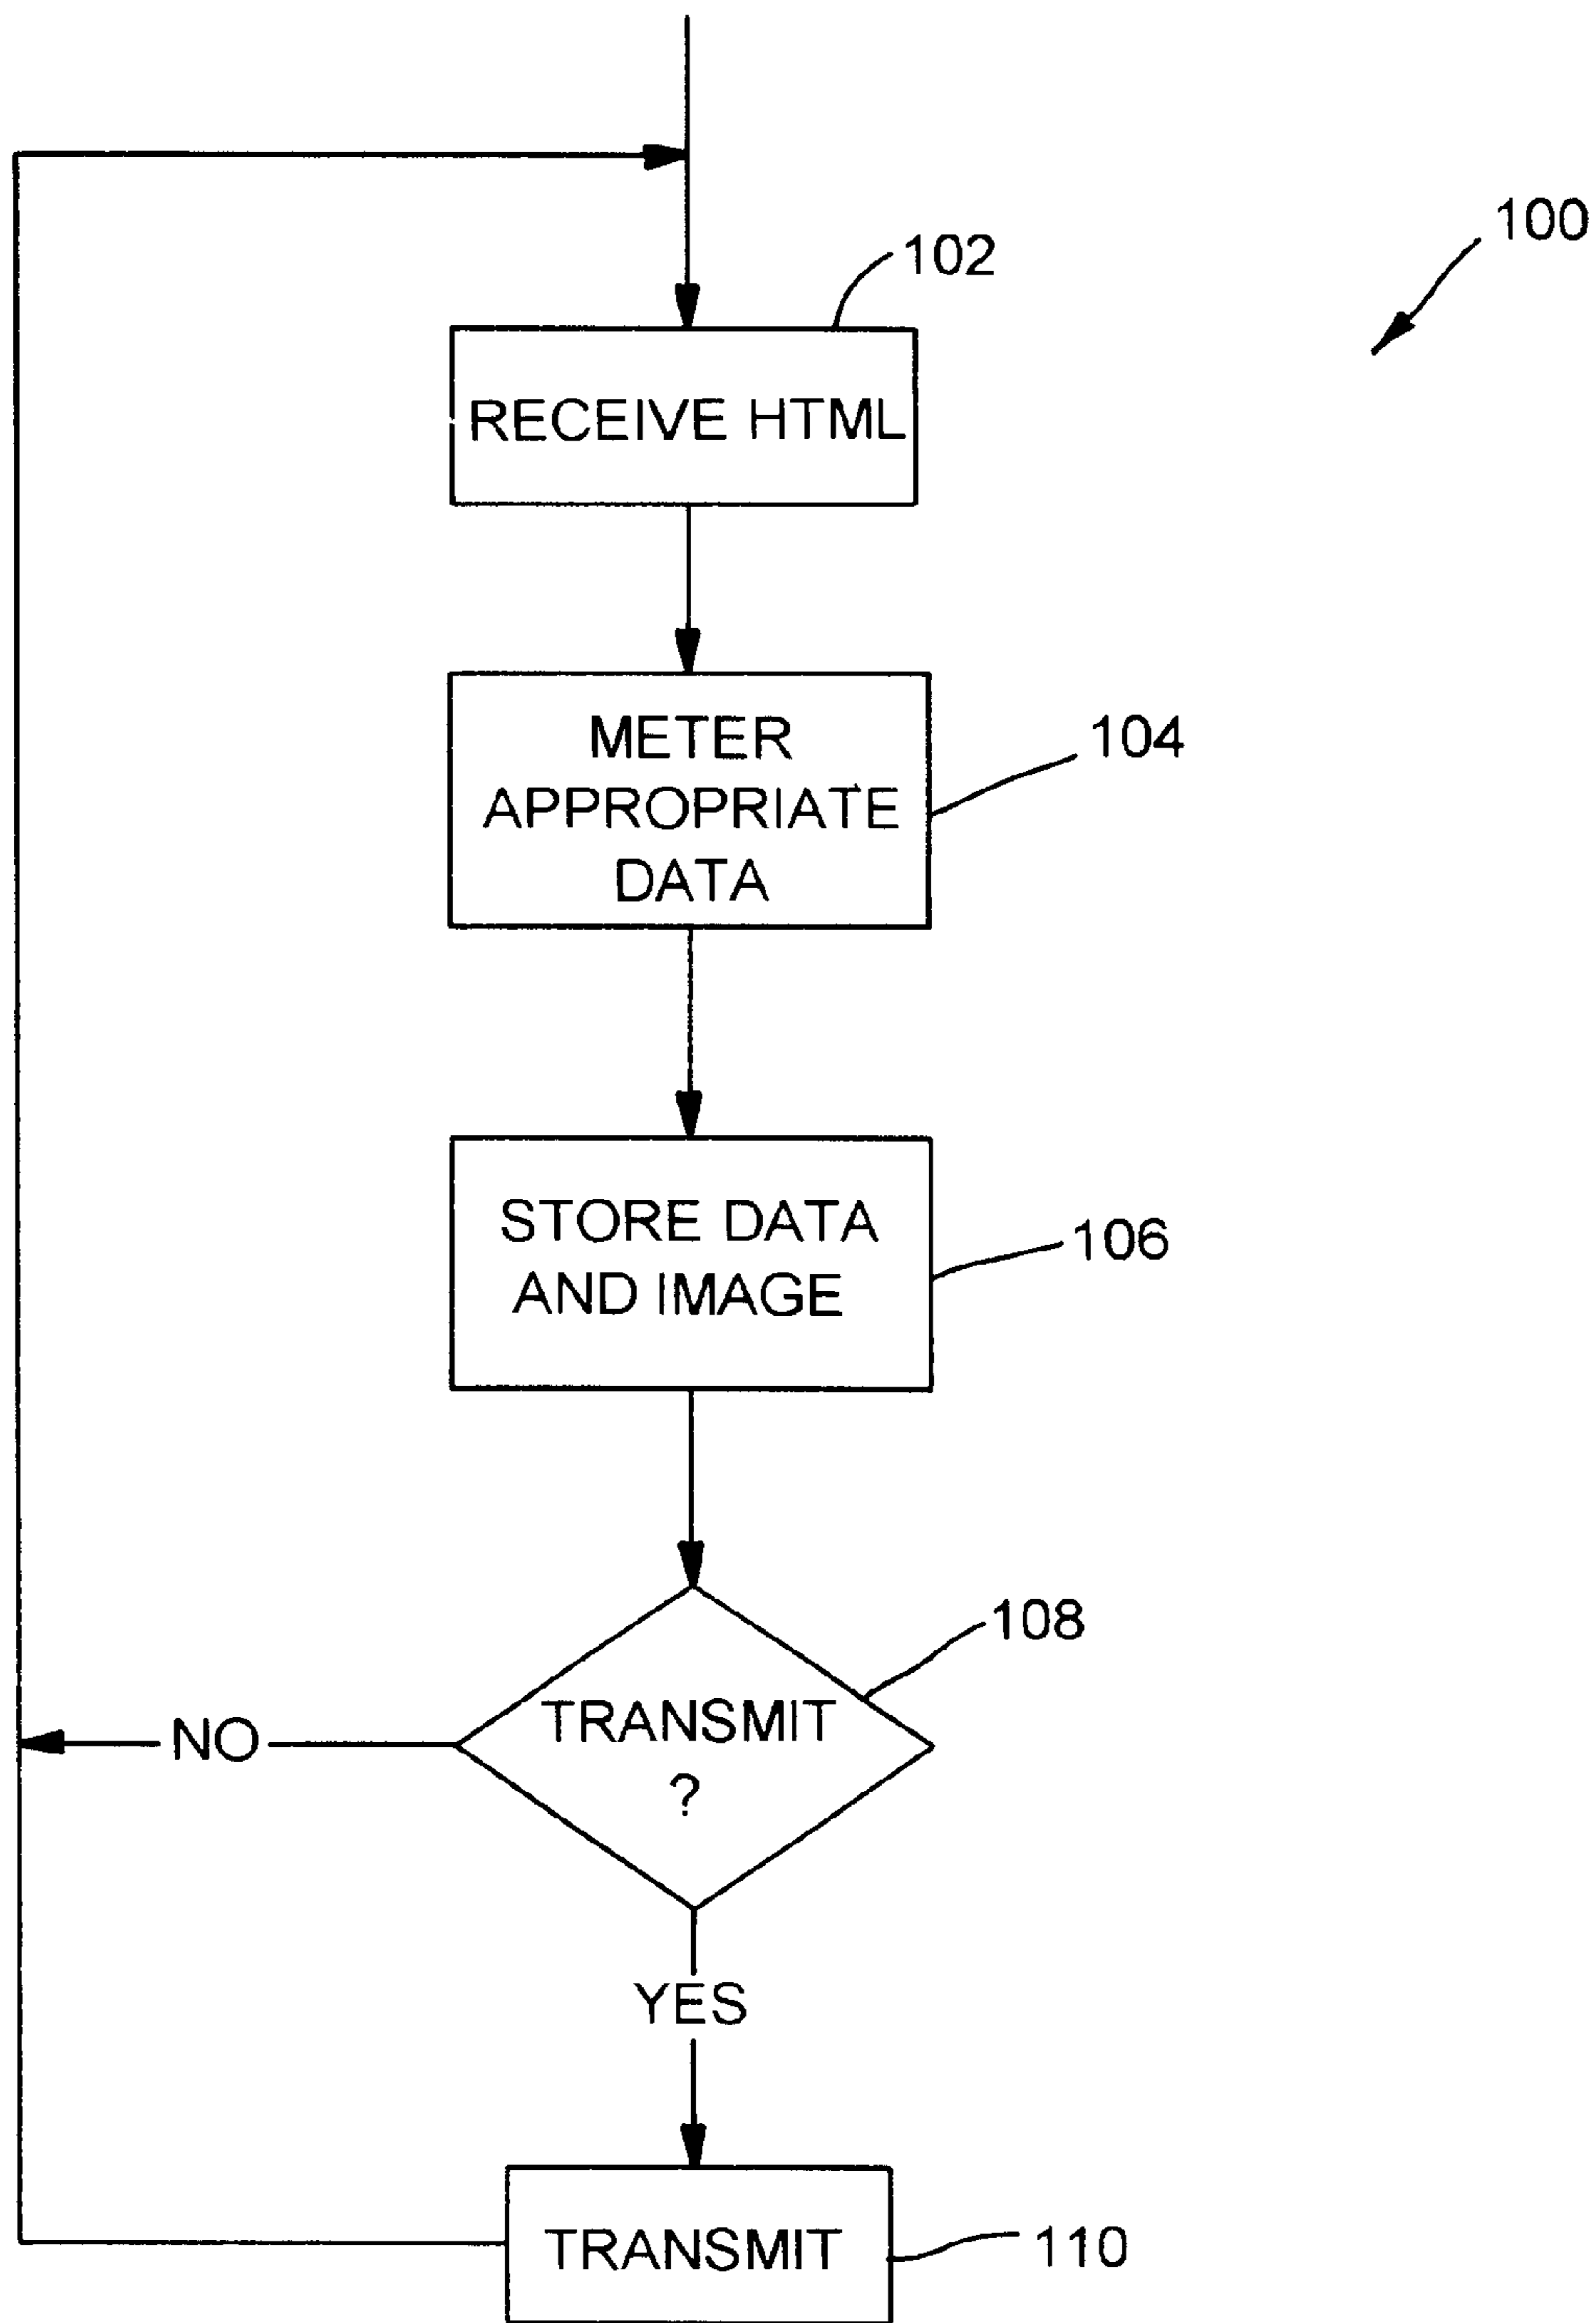 100
102
RECEIVE HTML
METER
APPROPRIATE
DATA
104
STORE DATA
AND IMAGE
106
108
TRANSMIT
?
NO
YES
TRANSMIT
110